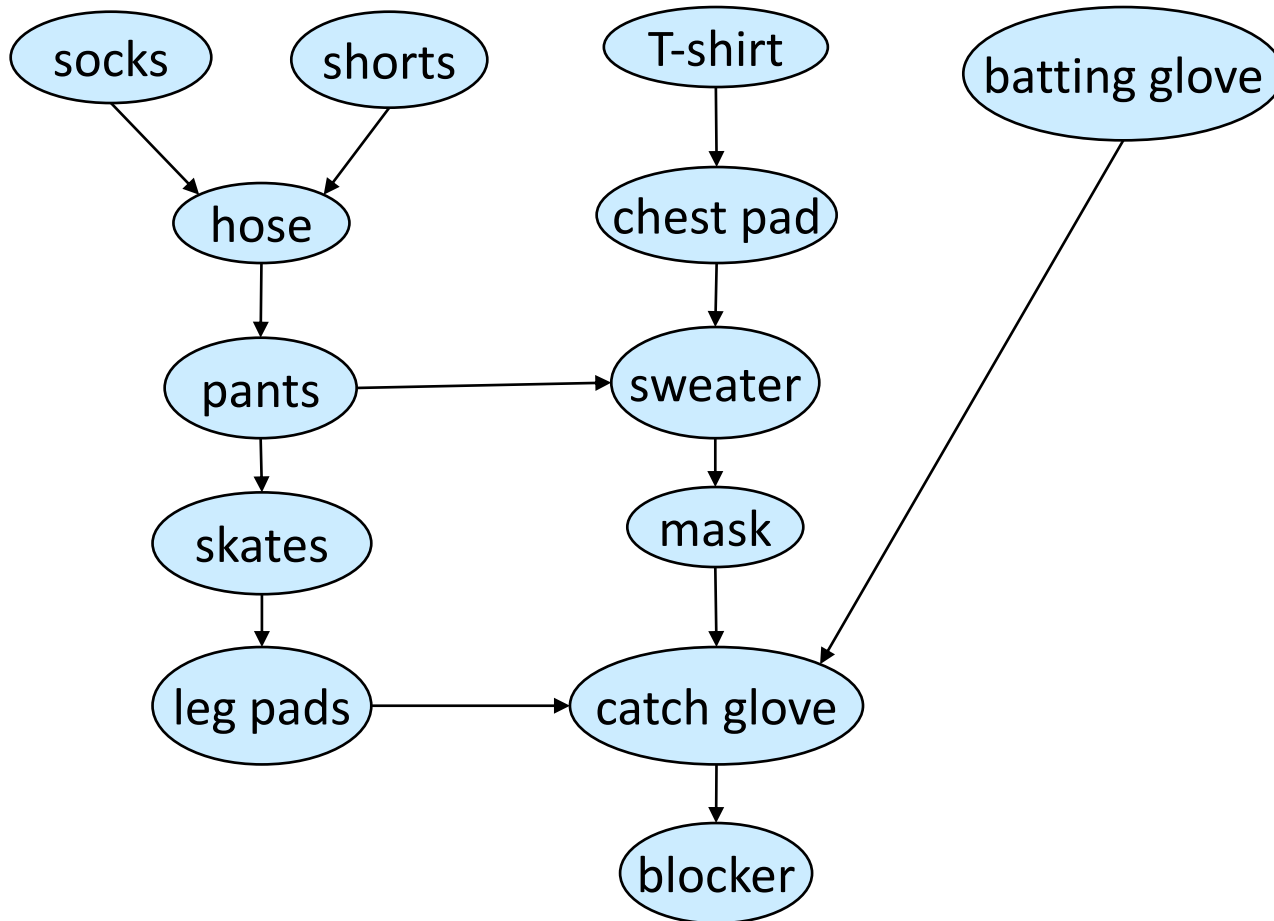 socks
shorts
T-shirt
batting glove
hose
chest pad
pants
sweater
skates
mask
leg pads
catch glove
blocker